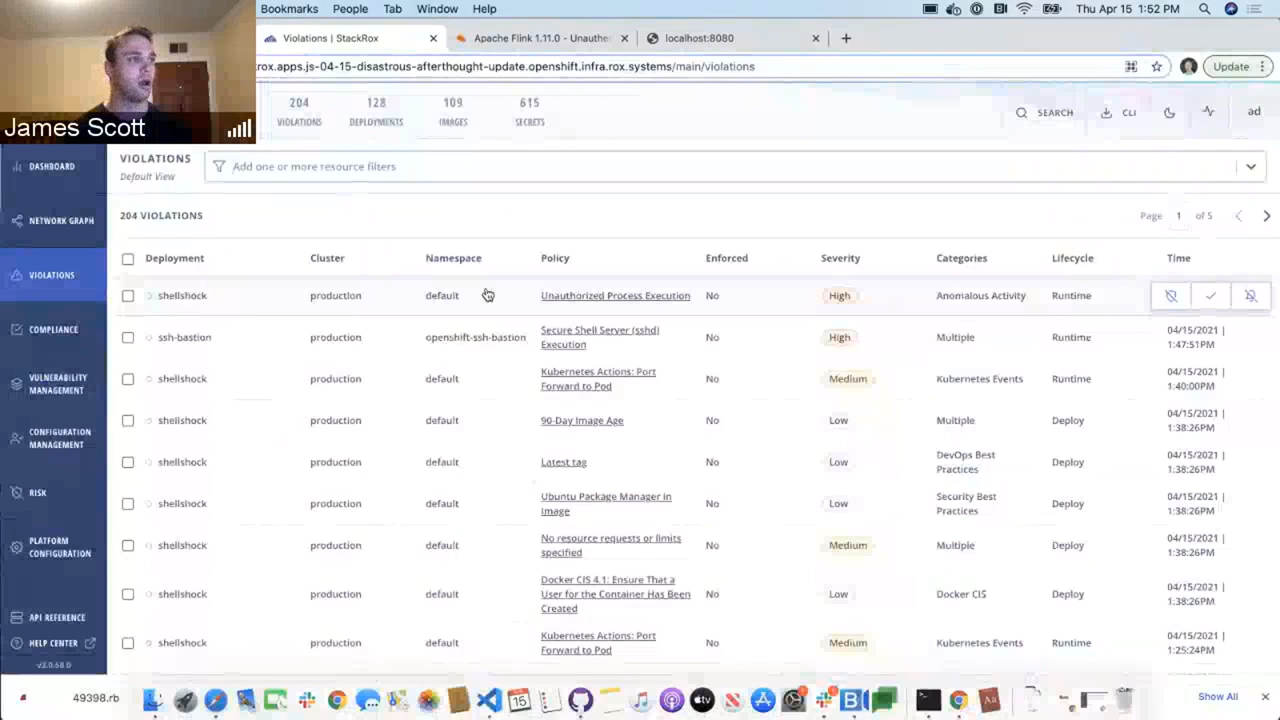 Bookmarks People Tab Window Help Thu Apr 15 1:52 PM
Violations | StackRox Apache Flink 1.11.0 - Unauthe localhost:8080
rox.apps.js-04-15-disastrous-afterthought-update.openshift.infra.rox.systems/main/violations Update
James Scott
204 128 109 615
VIOLATIONS DEPLOYMENTS IMAGES SECRETS
SEARCH CLI ad
DASHBOARD
NETWORK GRAPH
VIOLATIONS
COMPLIANCE
VULNERABILITY
MANAGEMENT
CONFIGURATION
MANAGEMENT
RISK
PLATFORM
CONFIGURATION
API REFERENCE
HELP CENTER
v3.0.58.0
VIOLATIONS
Default View
Add one or more resource filters
204 VIOLATIONS Page 1 of 5
Deployment Cluster Namespace Policy Enforced Severity Categories Lifecycle Time
shellshock production default Unauthorized Process Execution No High Anomalous Activity Runtime
ssh-bastion production openshift-ssh-bastion Secure Shell Server (sshd) Execution No High Multiple Runtime 04/15/2021 | 1:47:51PM
shellshock production default Kubernetes Actions: Port Forward to Pod No Medium Kubernetes Events Runtime 04/15/2021 | 1:40:00PM
shellshock production default 90-Day Image Age No Low Multiple Deploy 04/15/2021 | 1:38:26PM
shellshock production default Latest tag No Low DevOps Best Practices Deploy 04/15/2021 | 1:38:26PM
shellshock production default Ubuntu Package Manager in Image No Low Security Best Practices Deploy 04/15/2021 | 1:38:26PM
shellshock production default No resource requests or limits specified No Medium Multiple Deploy 04/15/2021 | 1:38:26PM
shellshock production default Docker CIS 4.1: Ensure That a User for the Container Has Been Created No Low Docker CIS Deploy 04/15/2021 | 1:38:26PM
shellshock production default Kubernetes Actions: Port Forward to Pod No Medium Kubernetes Events Runtime 04/15/2021 | 1:25:24PM
49398.rb Show All